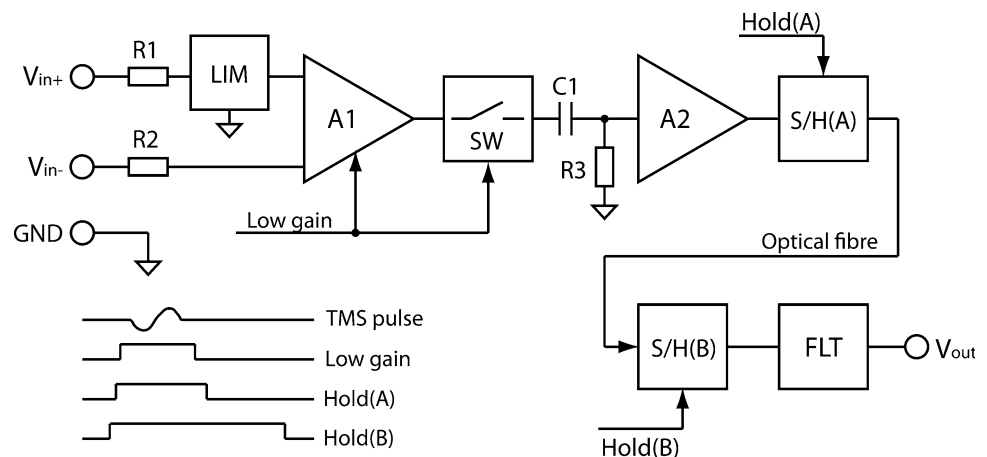 Hold(A)
R1
LIM
Vin+
C1
A1
A2
S/H(A)
SW
R2
Vin-
R3
Low gain
GND
Optical fibre
TMS pulse
Low gain
S/H(B)
FLT
Vout
Hold(A)
Hold(B)
Hold(B)